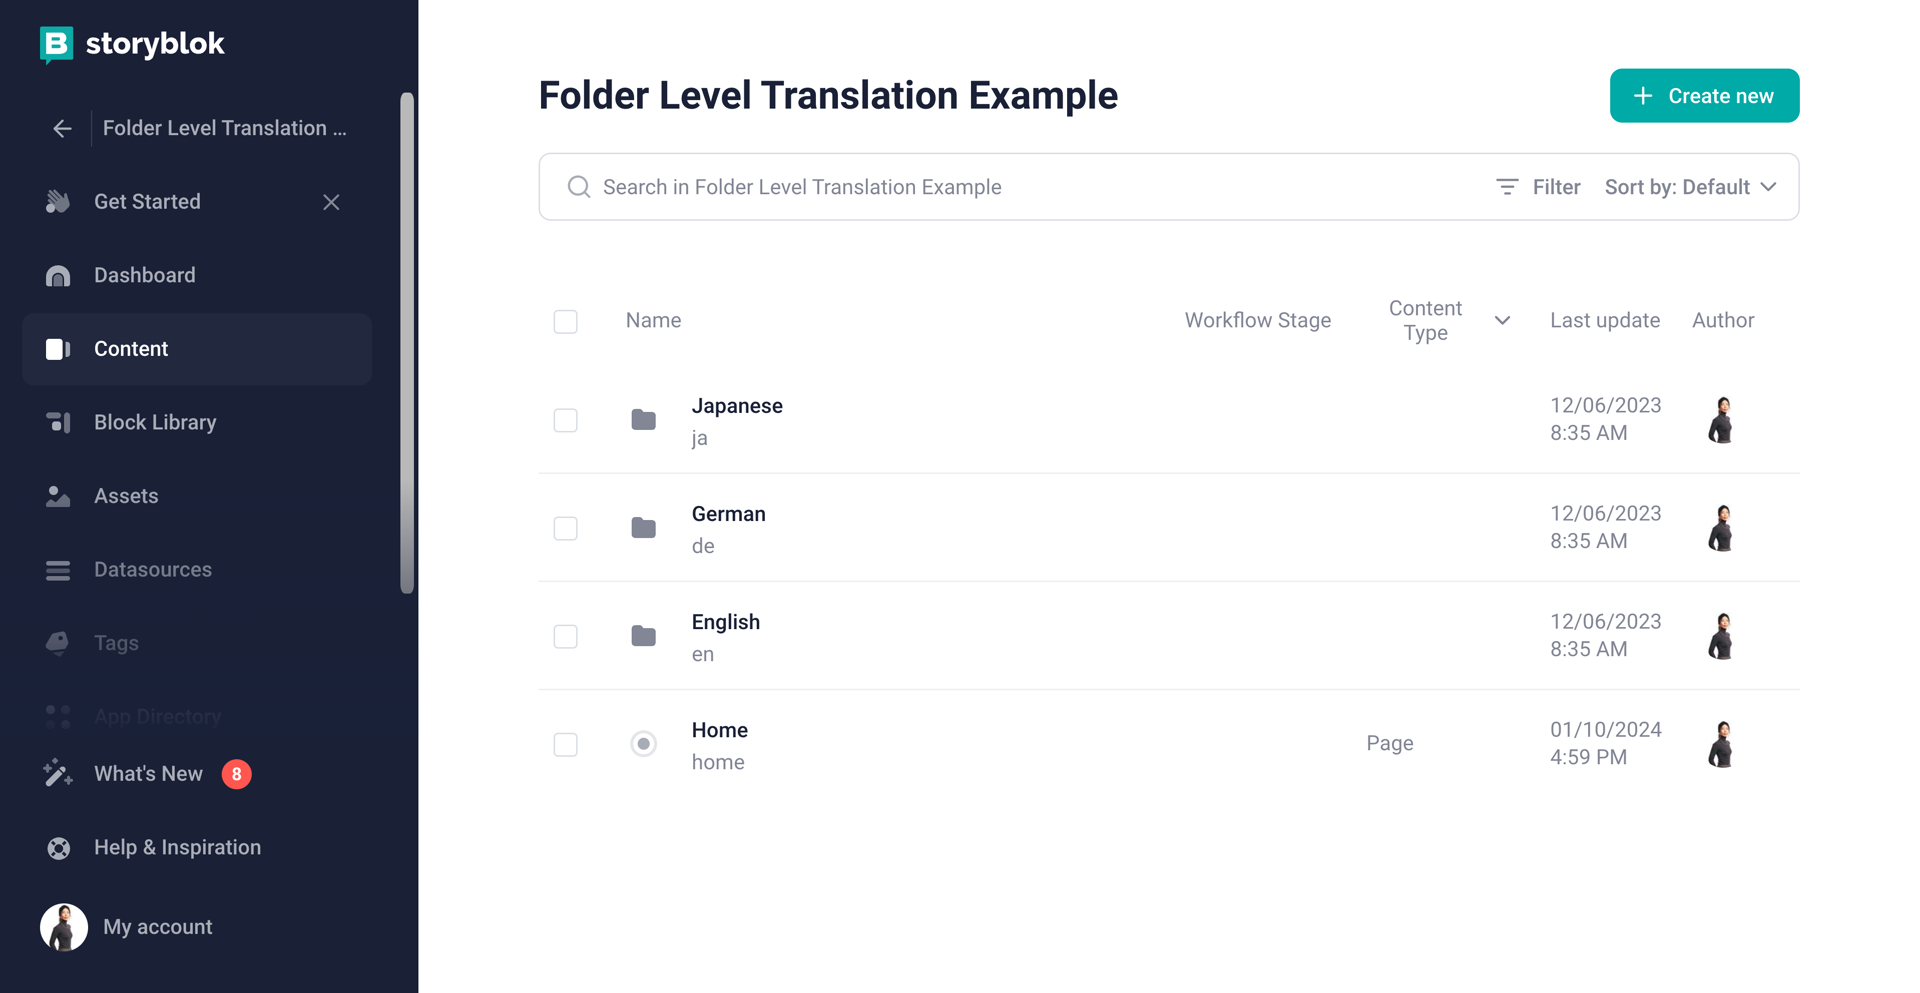 storyblok
Folder Level Translation ...
Get Started
Dashboard
Content
Block Library
Assets
Datasources
Tags
App Directory
What's New 8
Help & Inspiration
My account
Folder Level Translation Example
Create new
Search in Folder Level Translation Example
Filter
Sort by: Default
Name
Workflow Stage
Content
Type
Last update
Author
Japanese
ja
12/06/2023
8:35 AM
German
de
12/06/2023
8:35 AM
English
en
12/06/2023
8:35 AM
Home
home
Page
01/10/2024
4:59 PM